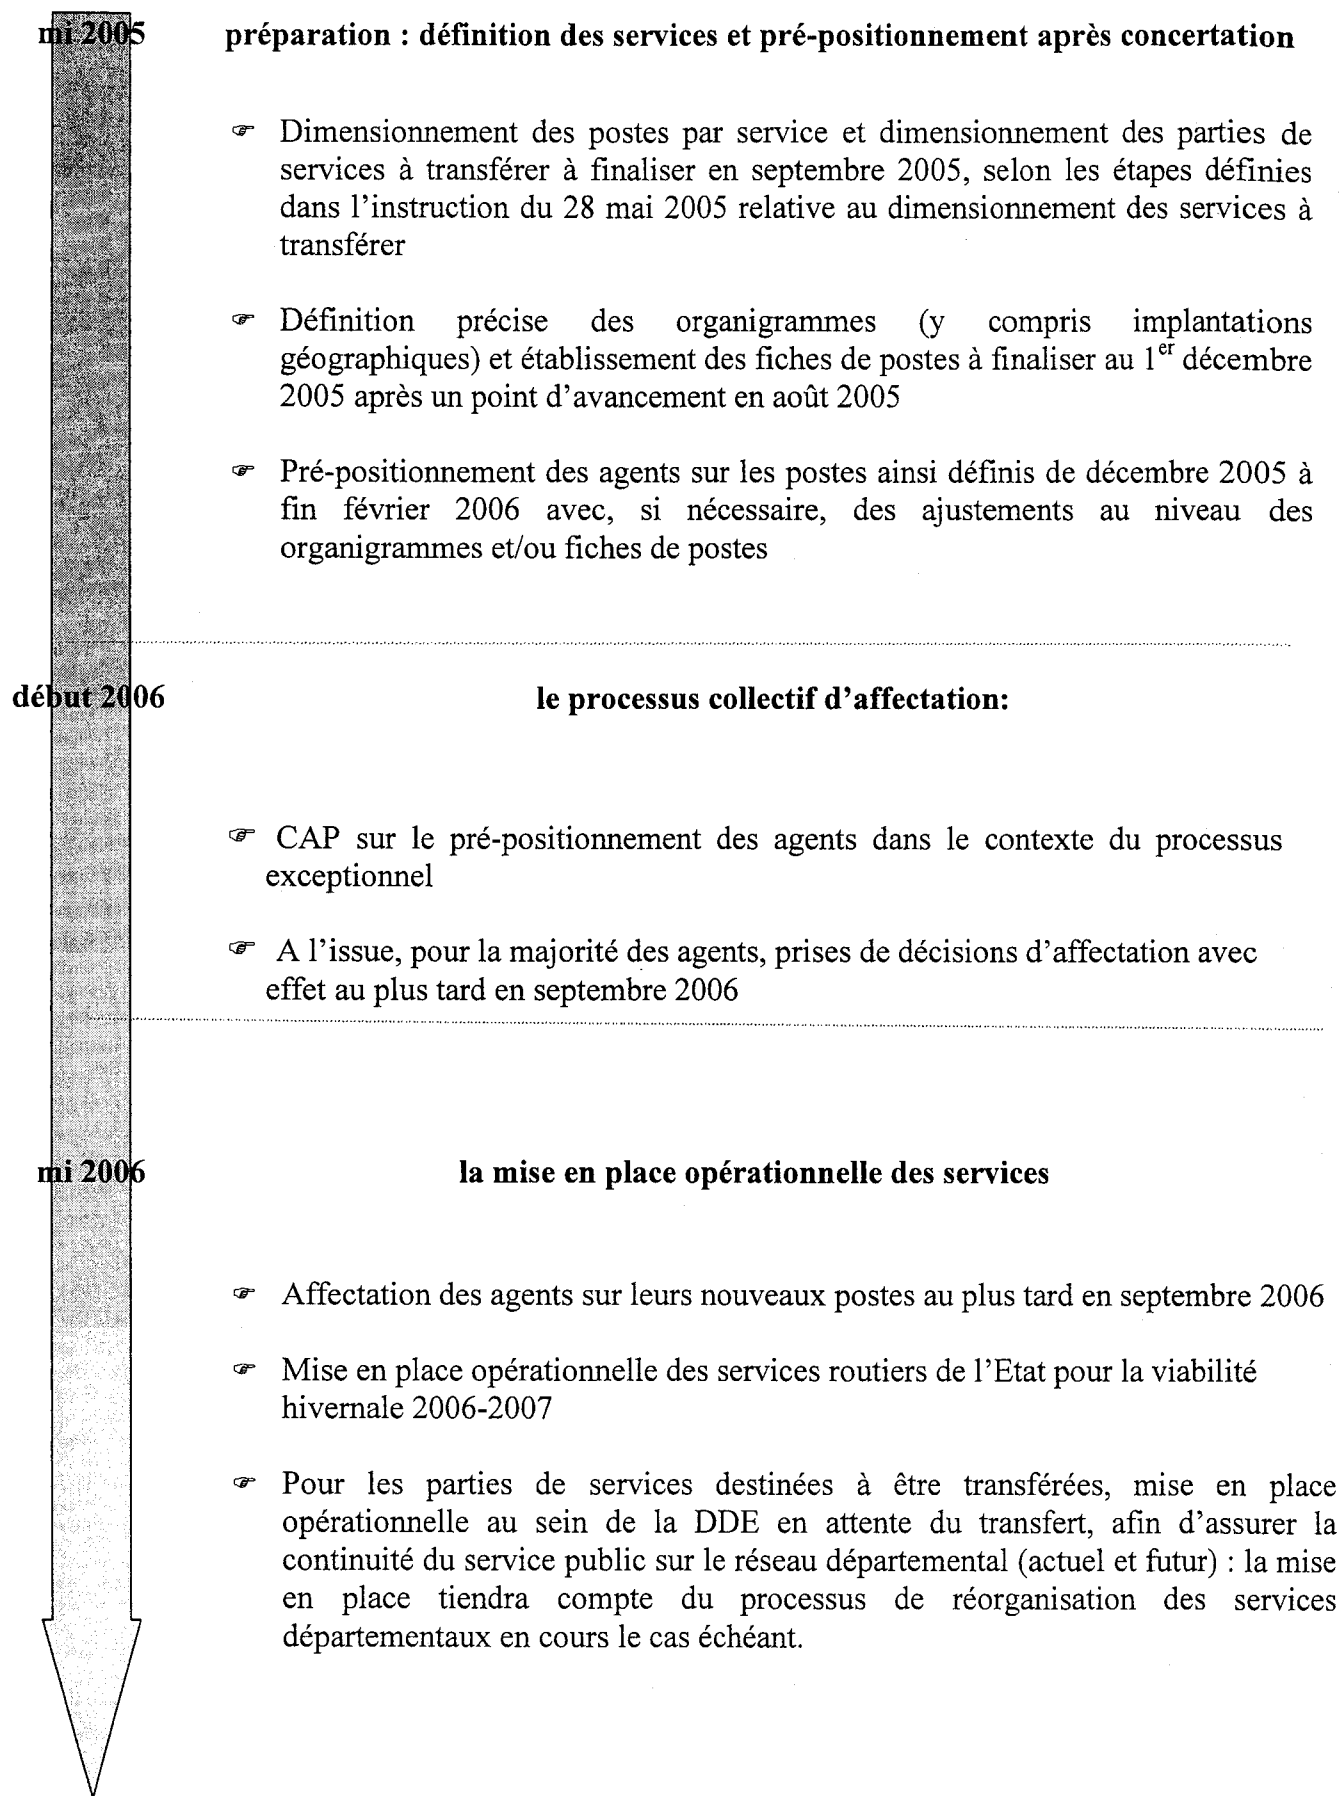 mi 2005 préparation : définition des services et pré-positionnement après concertation
☞ Dimensionnement des postes par service et dimensionnement des parties de
services à transférer à finaliser en septembre 2005, selon les étapes définies
dans l'instruction du 28 mai 2005 relative au dimensionnement des services à
transférer
☞ Définition précise des organigrammes (y compris implantations
géographiques) et établissement des fiches de postes à finaliser au 1er décembre
2005 après un point d'avancement en août 2005
☞ Pré-positionnement des agents sur les postes ainsi définis de décembre 2005 à
fin février 2006 avec, si nécessaire, des ajustements au niveau des
organigrammes et/ou fiches de postes
début 2006 le processus collectif d'affectation:
☞ CAP sur le pré-positionnement des agents dans le contexte du processus
exceptionnel
☞ A l'issue, pour la majorité des agents, prises de décisions d'affectation avec
effet au plus tard en septembre 2006
mi 2006 la mise en place opérationnelle des services
☞ Affectation des agents sur leurs nouveaux postes au plus tard en septembre 2006
☞ Mise en place opérationnelle des services routiers de l'Etat pour la viabilité
hivernale 2006-2007
☞ Pour les parties de services destinées à être transférées, mise en place
opérationnelle au sein de la DDE en attente du transfert, afin d'assurer la
continuité du service public sur le réseau départemental (actuel et futur) : la mise
en place tiendra compte du processus de réorganisation des services
départementaux en cours le cas échéant.